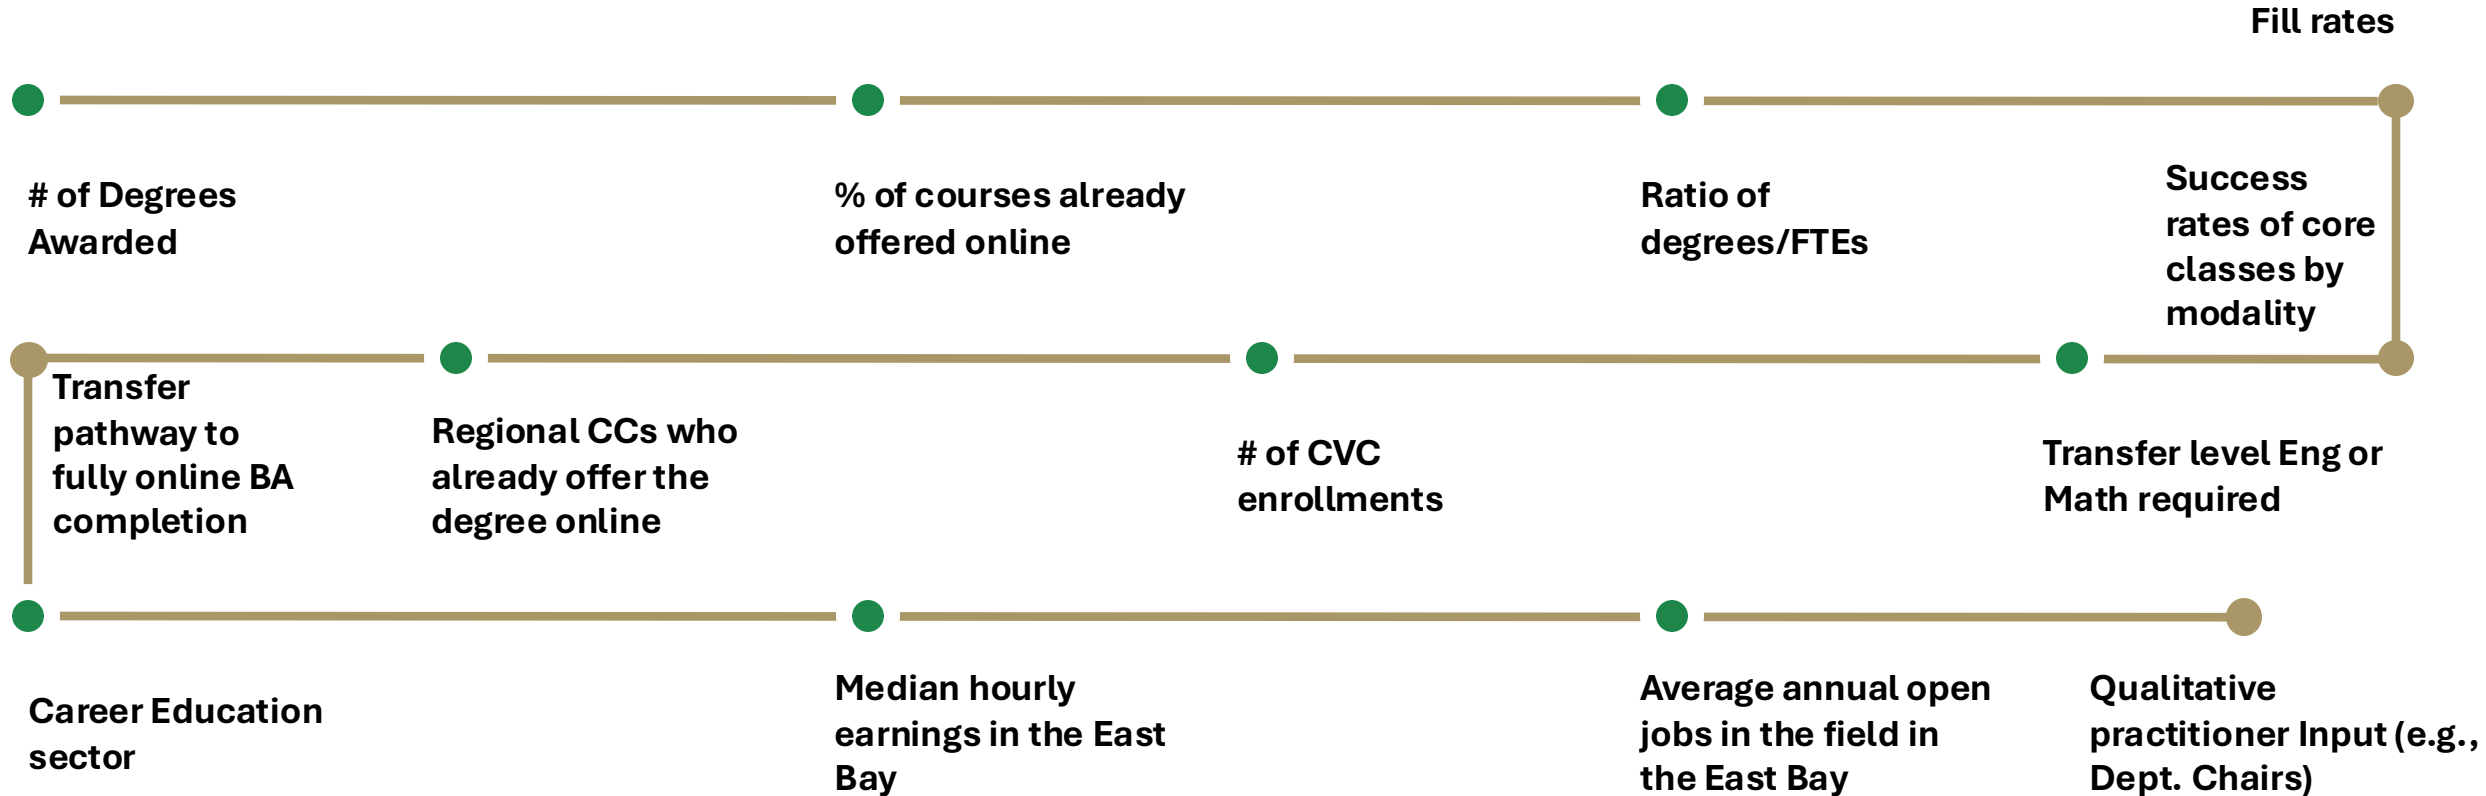 Fill rates
# of Degrees
Awarded
% of courses already
offered online
Ratio of
degrees/FTEs
Success
rates of core
classes by
modality
Transfer
pathway to
fully online BA
completion
Regional CCs who
already offer the
degree online
# of CVC
enrollments
Transfer level Eng or
Math required
Career Education
sector
Median hourly
earnings in the East
Bay
Average annual open
jobs in the field in
the East Bay
Qualitative
practitioner Input (e.g.,
Dept. Chairs)